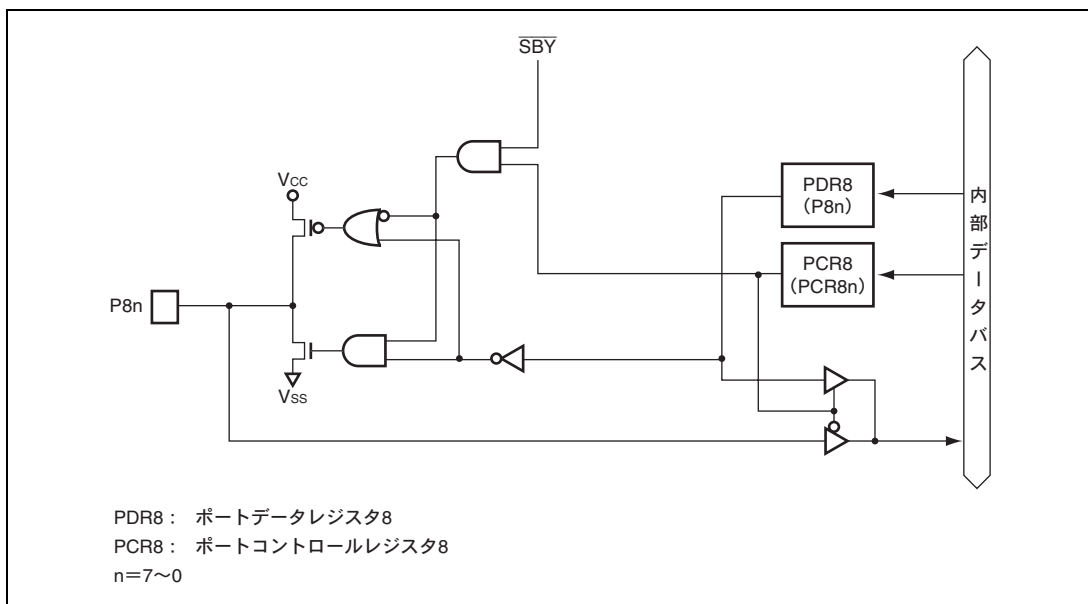 SBY
VCC
PDR8
（P8n）
PCR8
（PCR8n）
P8n
VSS
内部データバス
PDR8： ポートデータレジスタ8
PCR8： ポートコントロールレジスタ8
n＝7〜0